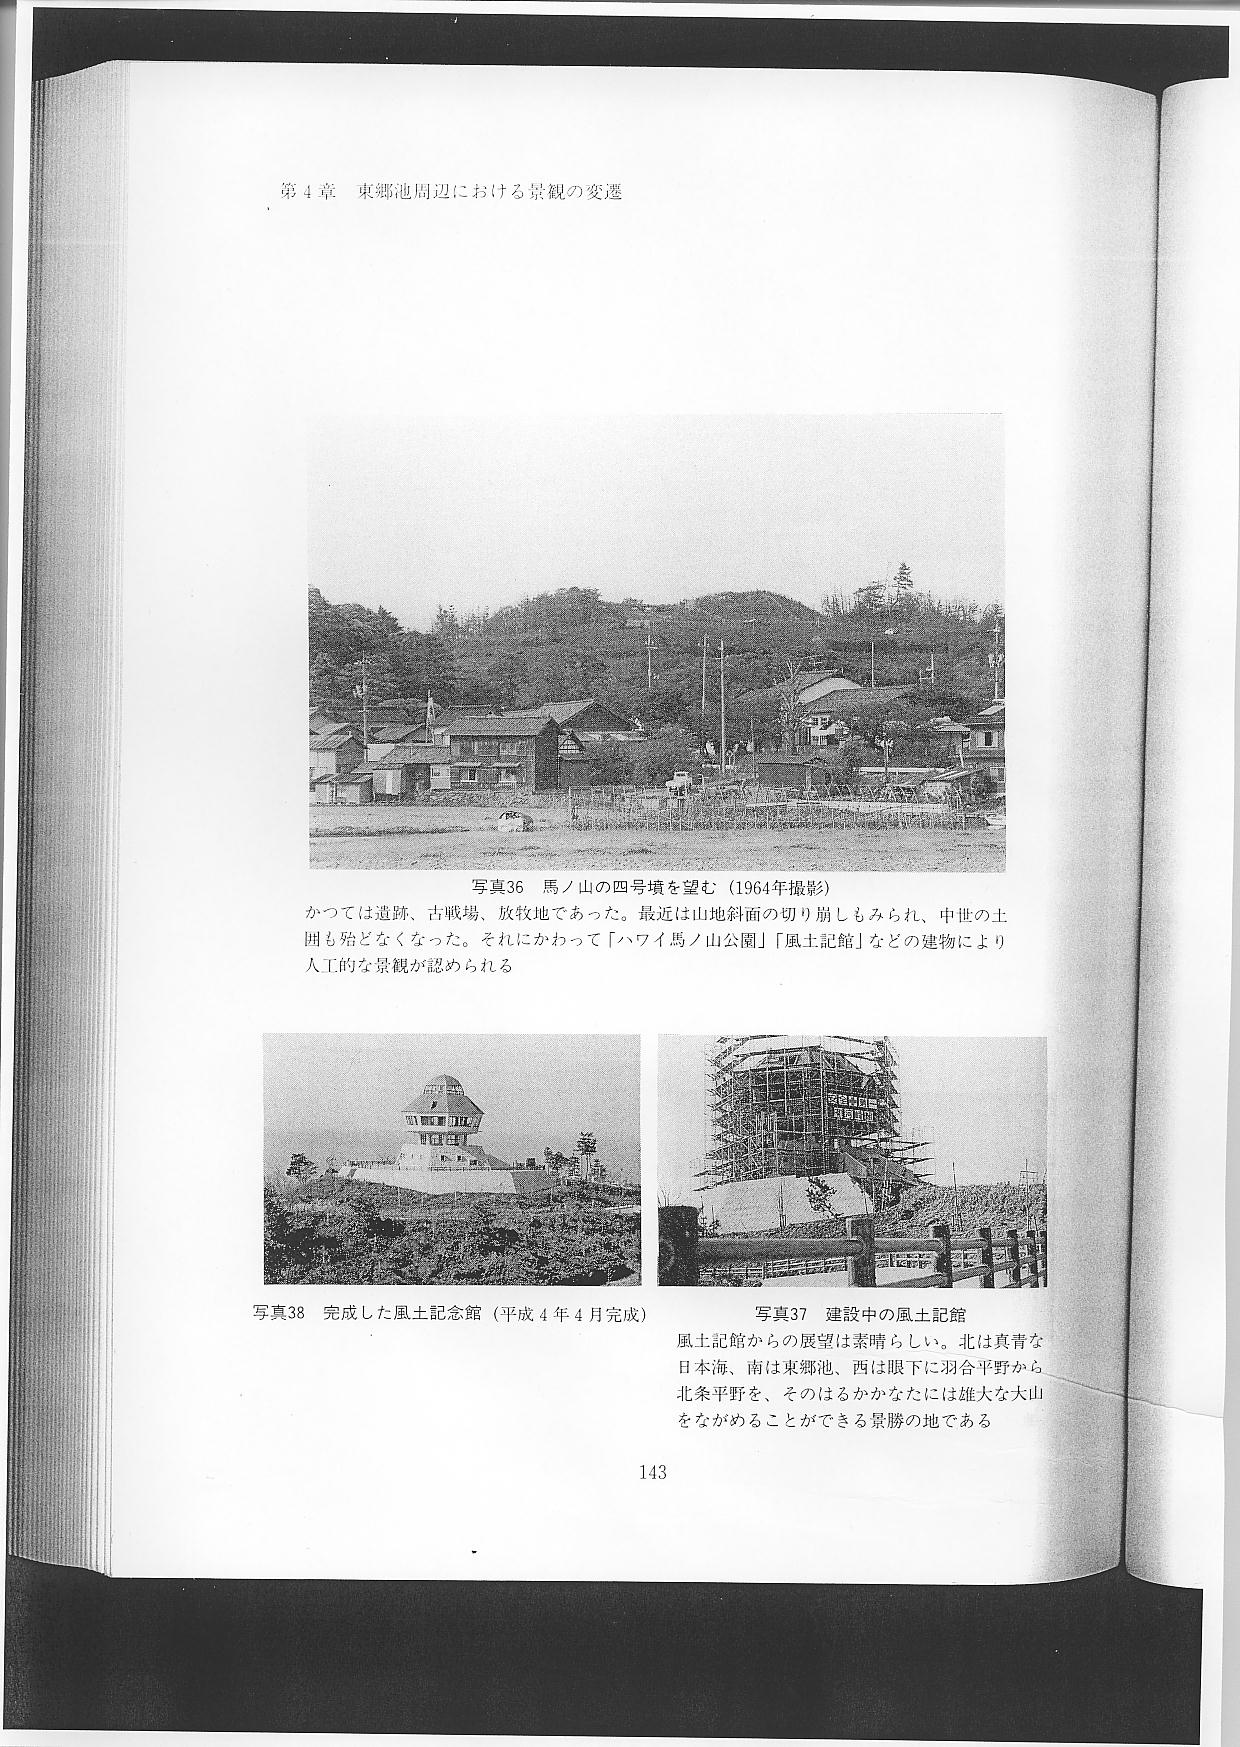 第4章　東郷池周辺における景観の変遷
写真36　馬ノ山の四号墳を望む（1964年撮影）
かつては遺跡、古戦場、放牧地であった。最近は山地斜面の切り崩しもみられ、中世の土
囲も殆どなくなった。それにかわって「ハワイ馬ノ山公園」「風土記館」などの建物により
人工的な景観が認められる
写真38　完成した風土記念館（平成4年4月完成）
写真37　建設中の風土記館
風土記館からの展望は素晴らしい。北は真青な
日本海、南は東郷池、西は眼下に羽合平野から
北条平野を、そのはるかかなたには雄大な大山
をながめることができる景勝の地である
143